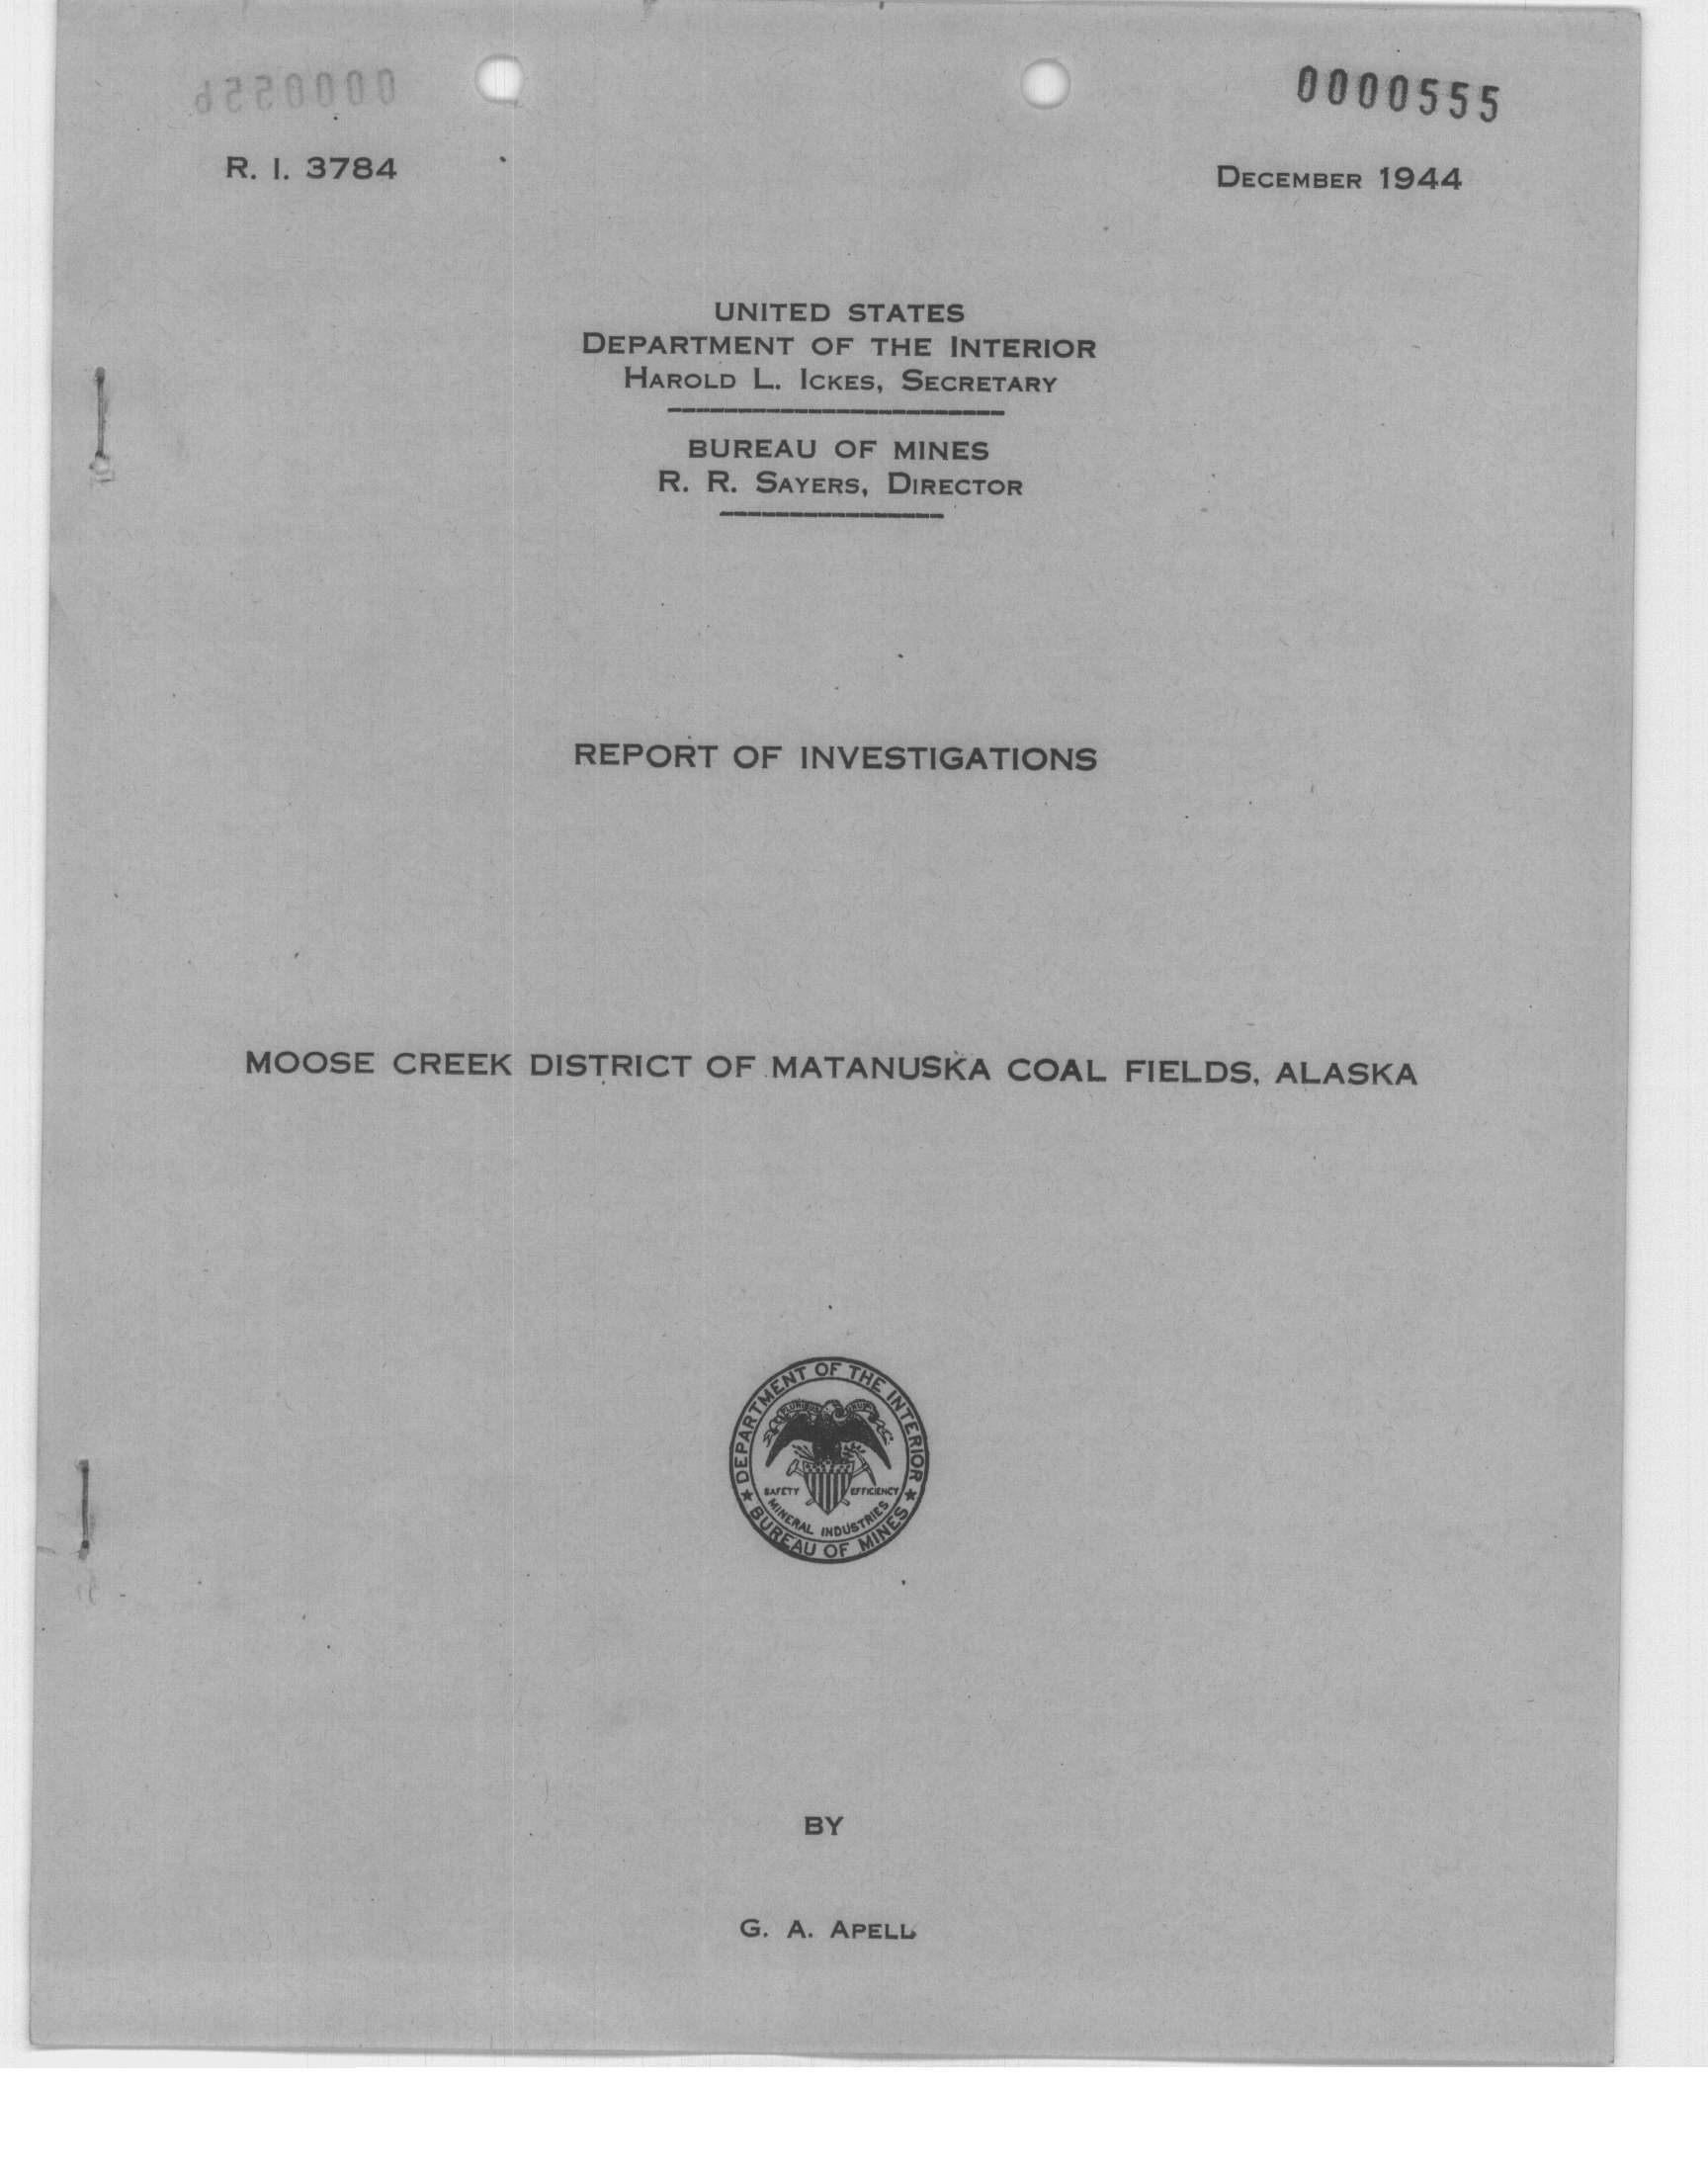 0000555
R. I. 3784
DECEMBER 1944
UNITED STATES
DEPARTMENT OF THE INTERIOR
HAROLD L. ICKES, SECRETARY
BUREAU OF MINES
R. R. SAYERS, DIRECTOR
REPORT OF INVESTIGATIONS
MOOSE CREEK DISTRICT OF MATANUSKA COAL FIELDS, ALASKA
DEPARTMENT OF THE INTERIOR
SAFETY EFFICIENCY
MINERAL INDUSTRIES
★ BUREAU OF MINES ★
BY
G. A. APELL